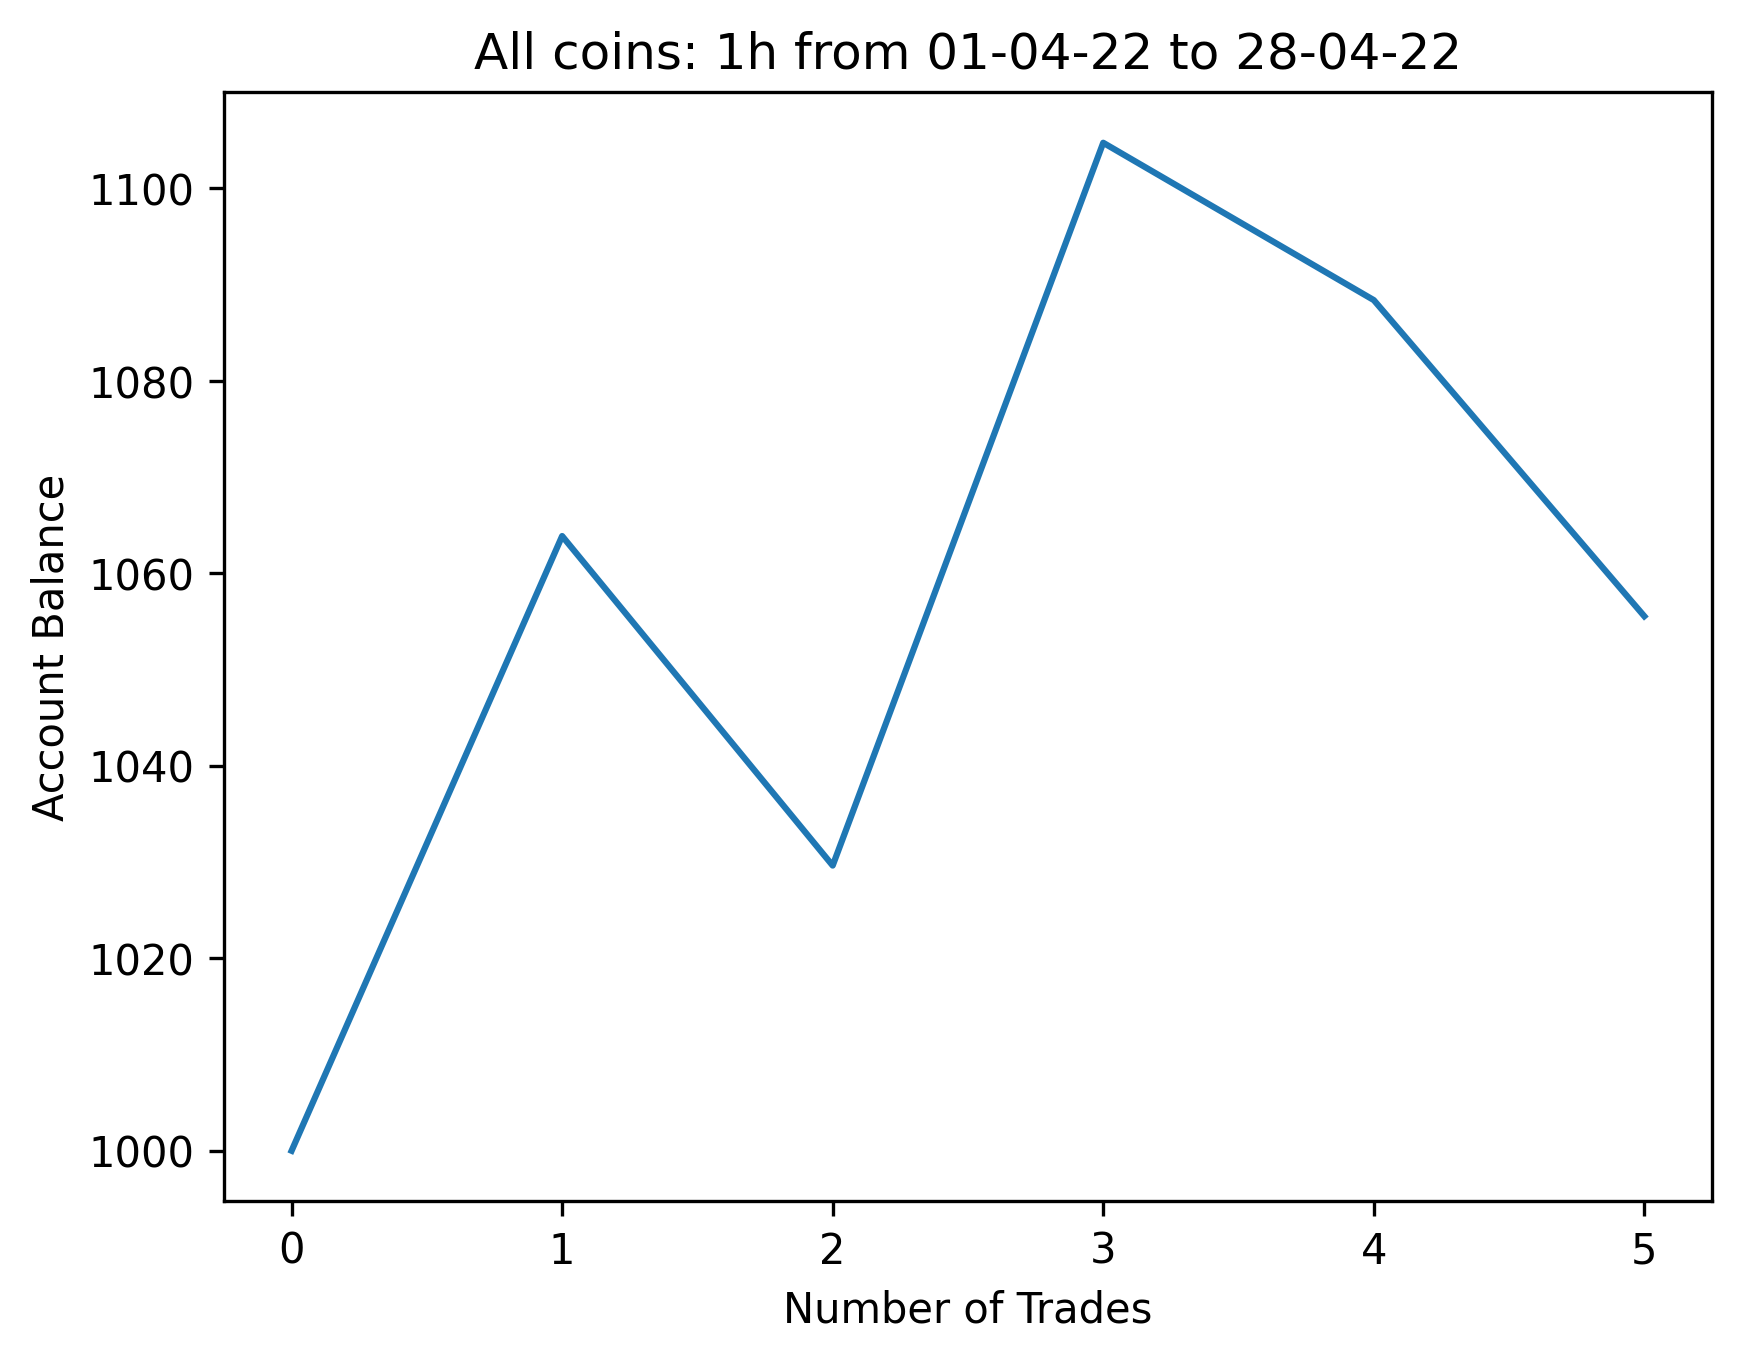 All coins: 1h from 01-04-22 to 28-04-22
Account Balance
1100
1080
1060
1040
1020
1000
0 1 2 3 4 5
Number of Trades